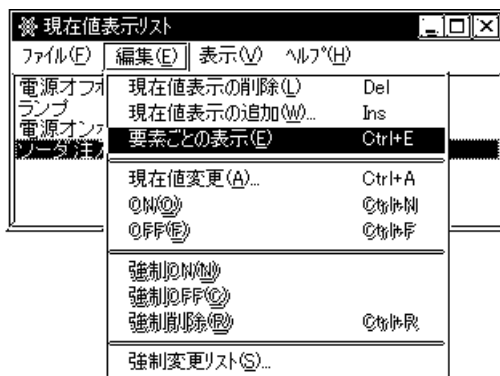 現在値表示リスト
ファイル(F) 編集(E) 表示(V) ヘルプ(H)
電源オフ
ランプ
電源オン
ソーダ注
現在値表示の削除(L) Del
現在値表示の追加(W)... Ins
要素ごとの表示(E) Ctrl+E
現在値変更(A)... Ctrl+A
ON(O) Ctrl+N
OFF(F) Ctrl+F
強制ON(N)
強制OFF(C)
強制削除(R) Ctrl+R
強制変更リスト(S)...